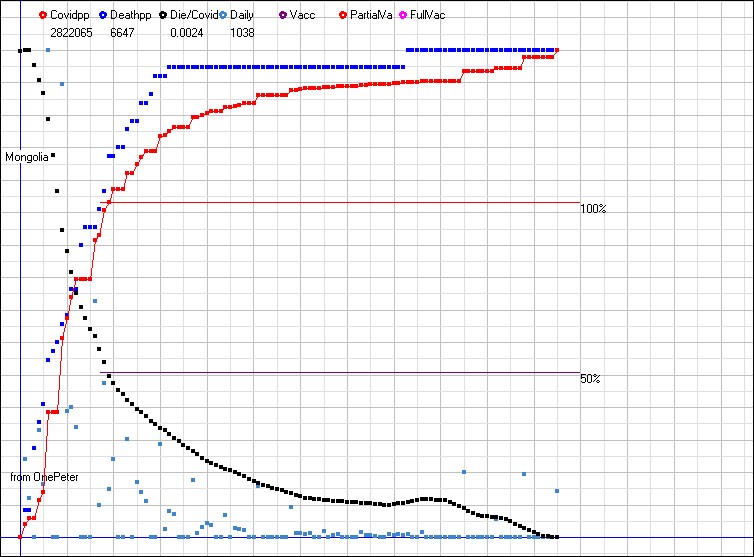 Covidpp Deathpp Die/Covid Daily Vacc PartialVa FullVac
2822065 6647 0.0024 1038
Mongolia
100%
50%
from OnePeter